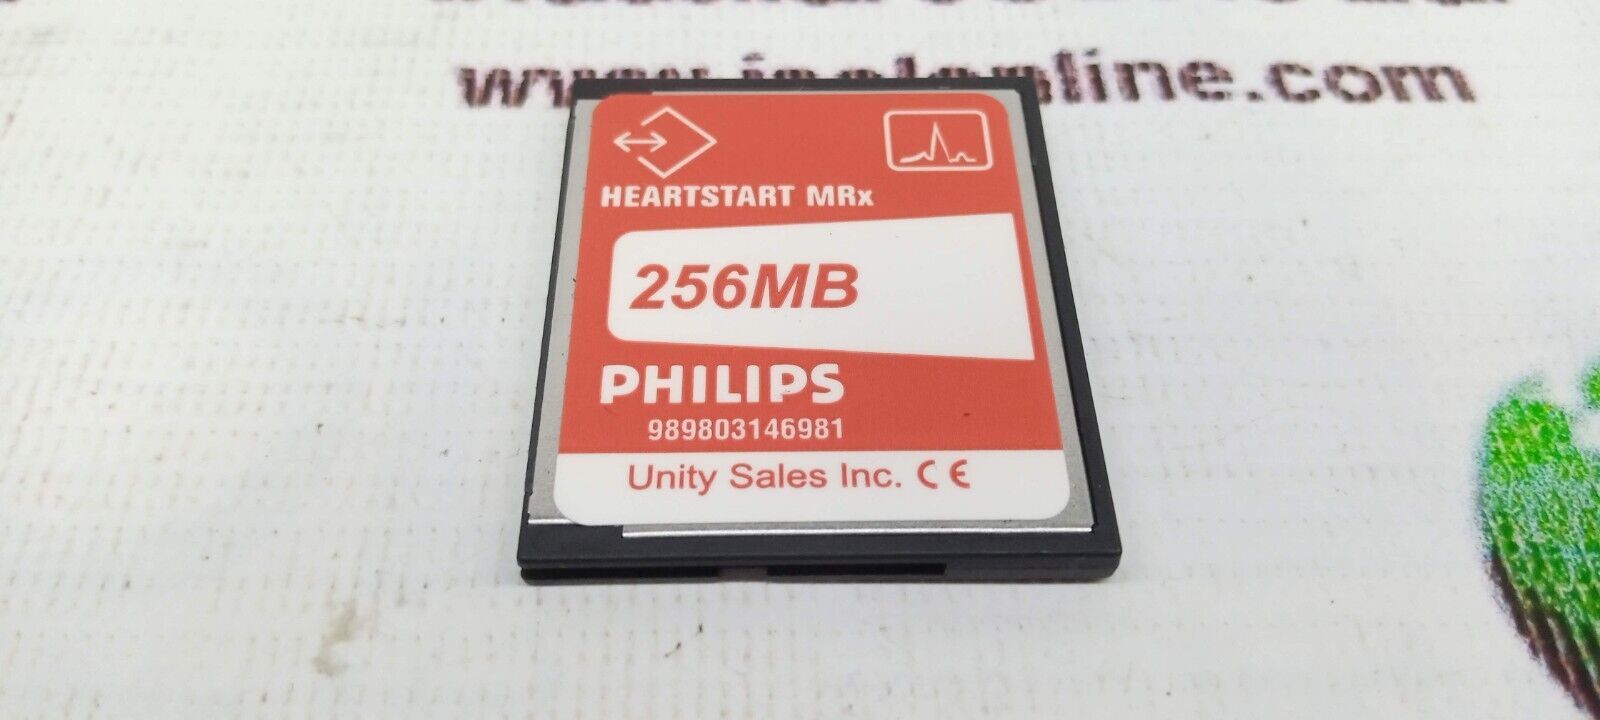 HEARTSTART MRx
256MB
PHILIPS
989803146981
Unity Sales Inc. CE